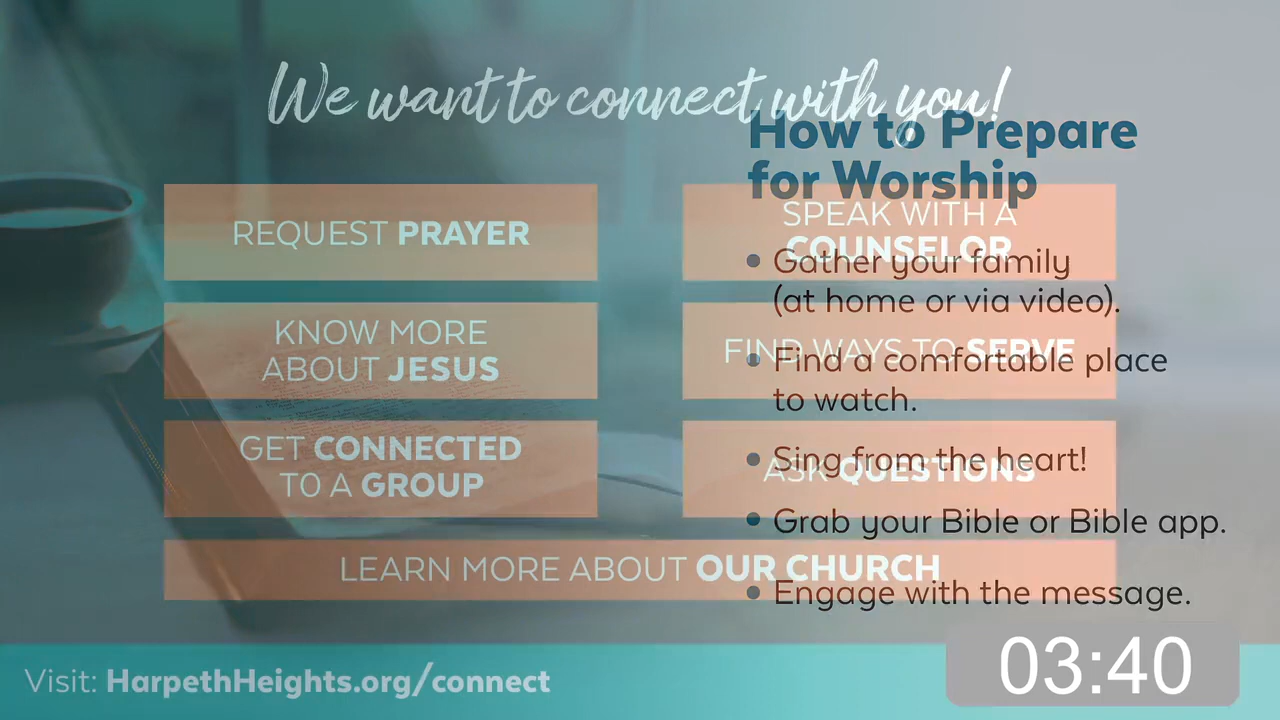 We want to connect with you!
REQUEST PRAYER
SPEAK WITH A
COUNSELOR
KNOW MORE
ABOUT JESUS
FIND WAYS TO SERVE
GET CONNECTED
TO A GROUP
ASK QUESTIONS
LEARN MORE ABOUT OUR CHURCH
How to Prepare
for Worship
• Gather your family
(at home or via video).
• Find a comfortable place
to watch.
• Sing from the heart!
• Grab your Bible or Bible app.
• Engage with the message.
Visit: HarpethHeights.org/connect
03:40